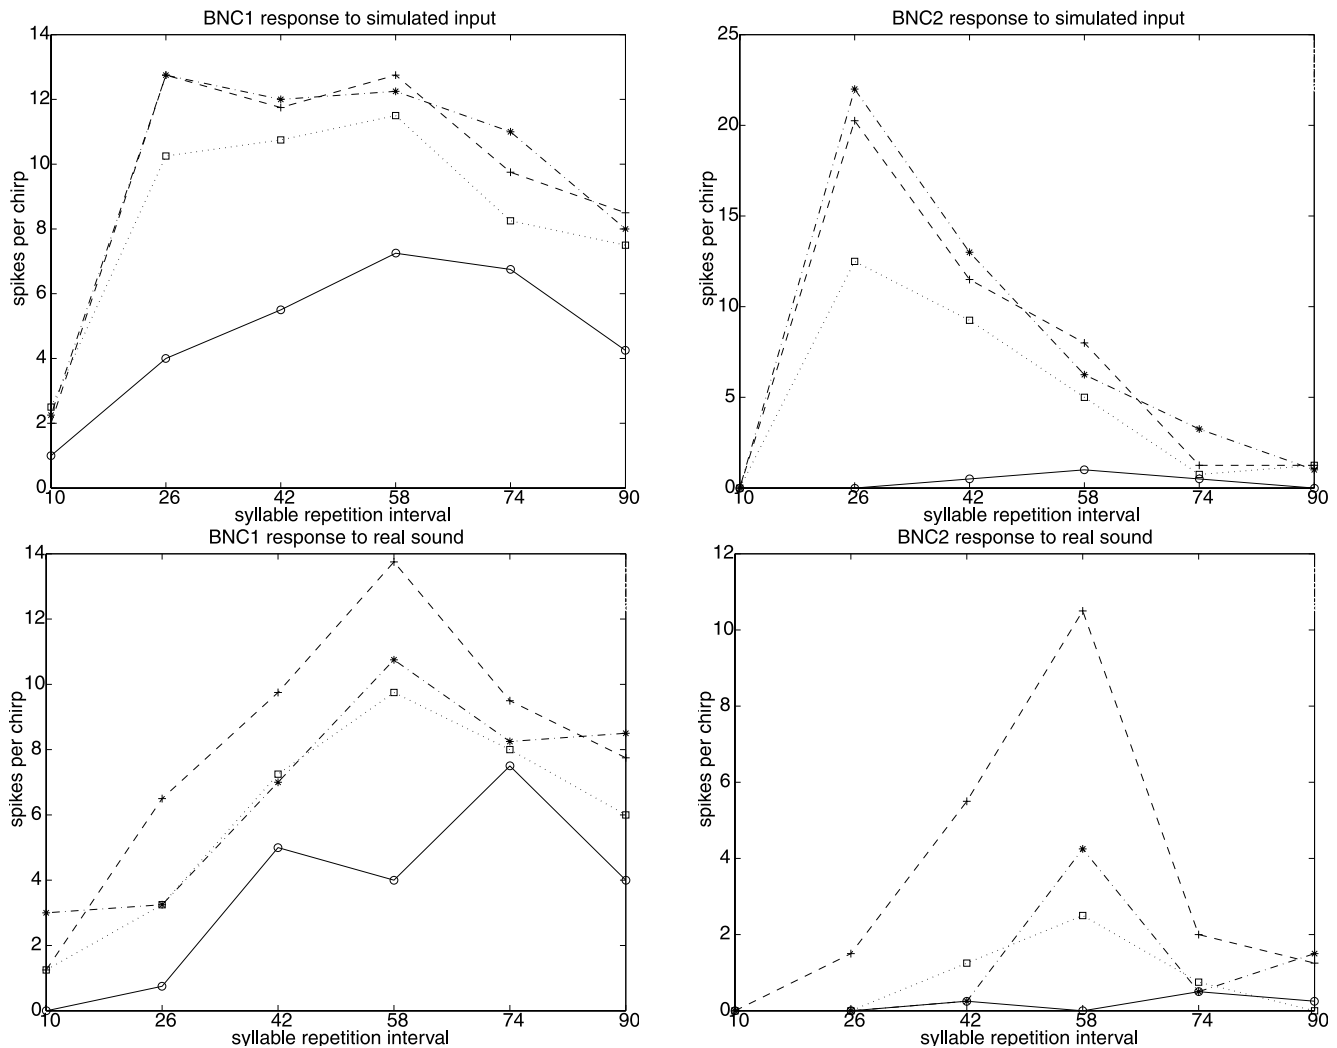 BNC1 response to simulated input
14
12
10
8
6
4
2
0
spikes per chirp
10 26 42 58 74 90
syllable repetition interval
BNC2 response to simulated input
25
20
15
10
5
0
spikes per chirp
10 26 42 58 74 90
syllable repetition interval
BNC1 response to real sound
14
12
10
8
6
4
2
0
spikes per chirp
10 26 42 58 74 90
syllable repetition interval
BNC2 response to real sound
12
10
8
6
4
2
0
spikes per chirp
10 26 42 58 74 90
syllable repetition interval